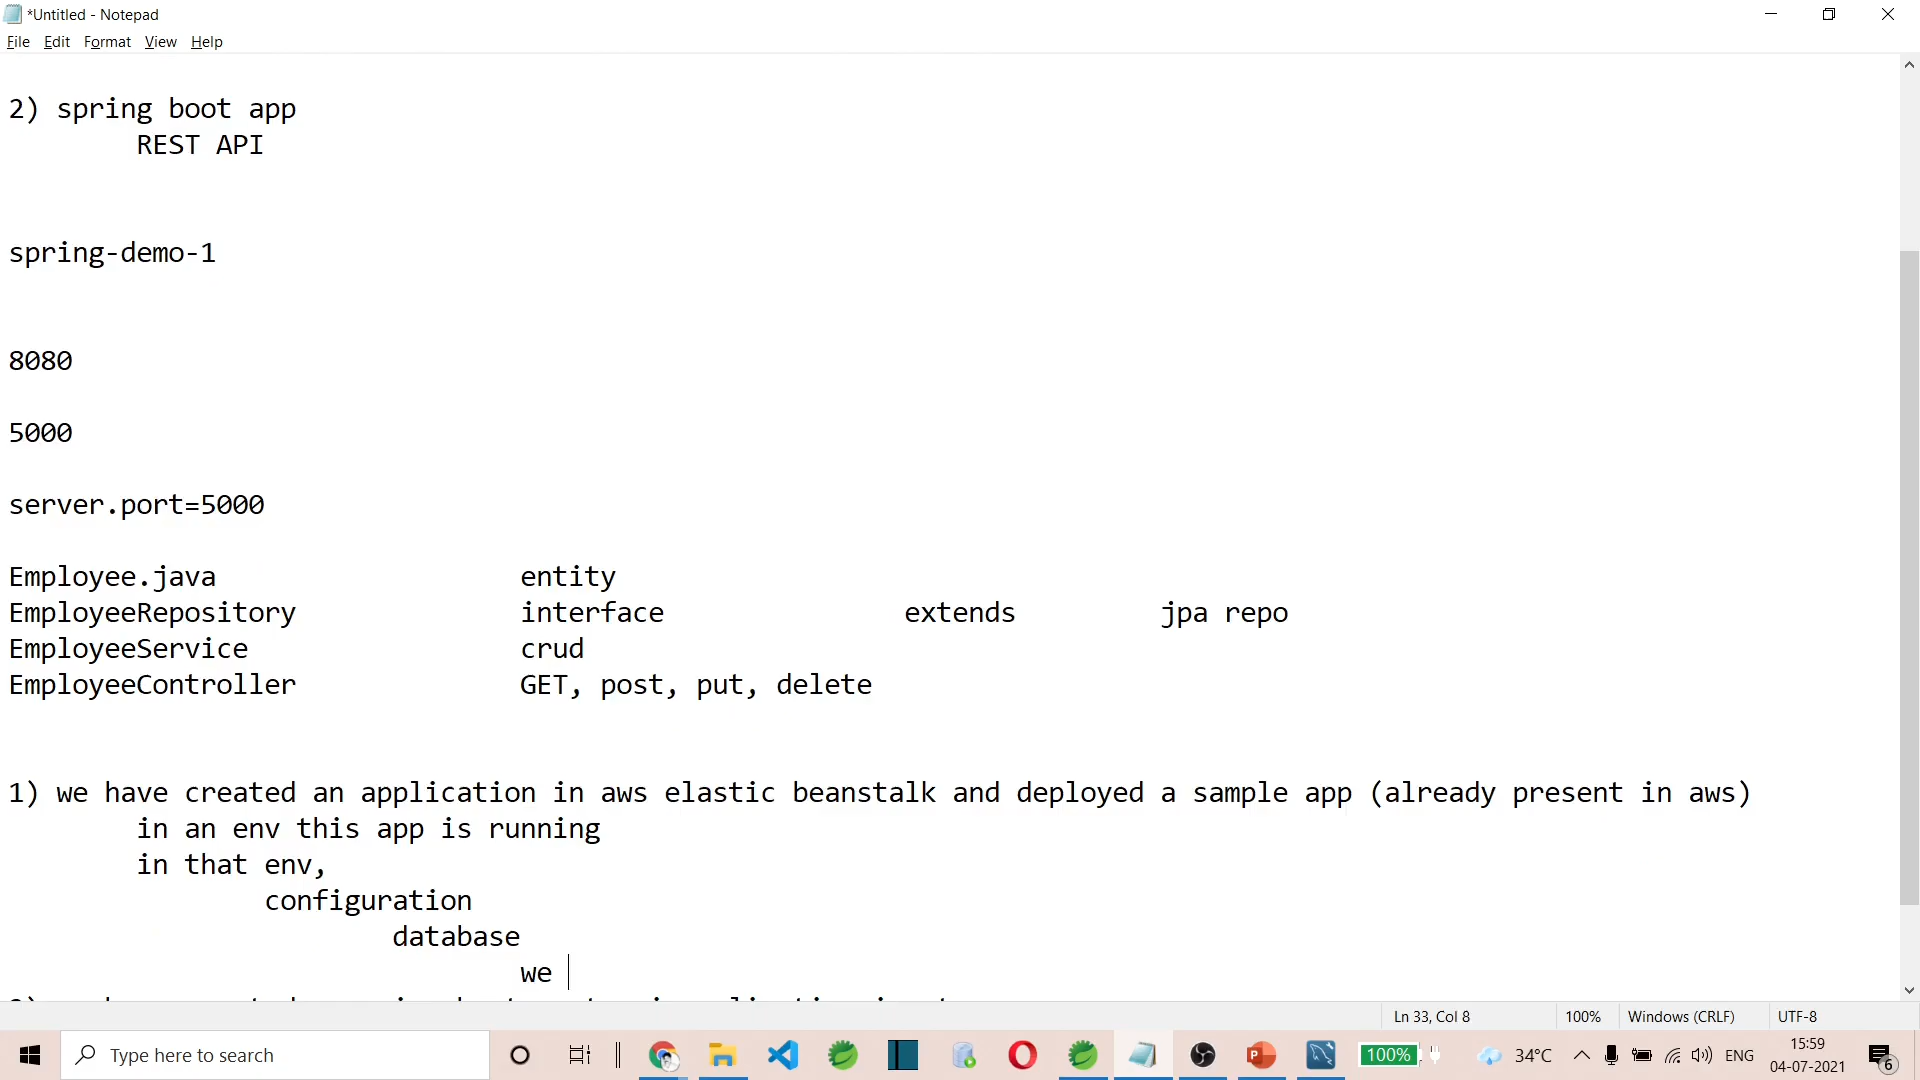 *Untitled - Notepad
File Edit Format View Help
2) spring boot app
REST API
spring-demo-1
8080
5000
server.port=5000
Employee.java entity
EmployeeRepository interface extends jpa repo
EmployeeService crud
EmployeeController GET, post, put, delete
1) we have created an application in aws elastic beanstalk and deployed a sample app (already present in aws)
in an env this app is running
in that env,
configuration
database
we
Ln 33, Col 8 100% Windows (CRLF) UTF-8
Type here to search 100% 34°C ENG 15:59
04-07-2021 6